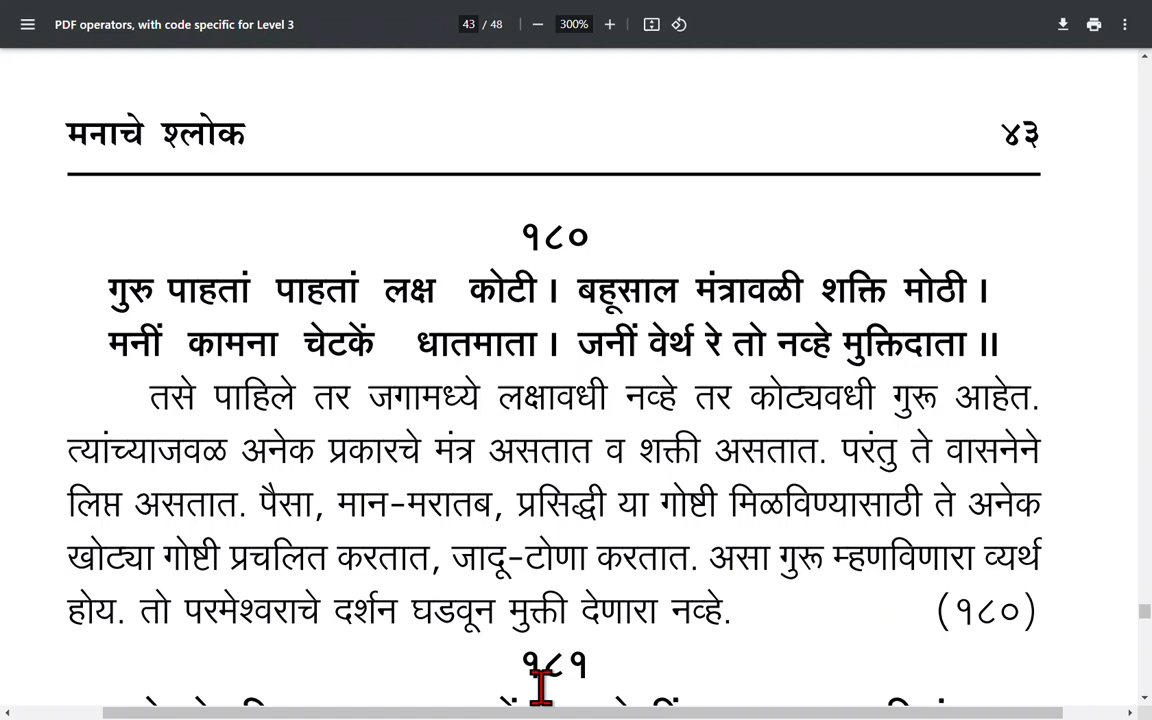 PDF operators, with code specific for Level 3 43 / 48 300%
मनाचे श्लोक ४३
१८०
गुरु पाहतां पाहतां लक्ष कोटी । बहूसाल मंत्रावळी शक्ति मोठी ।
मनीं कामना चेटकें धातमाता । जनीं वेर्थ रे तो नव्हे मुक्तिदाता ॥
तसे पाहिले तर जगामध्ये लक्षावधी नव्हे तर कोट्यवधी गुरू आहेत.
त्यांच्याजवळ अनेक प्रकारचे मंत्र असतात व शक्ती असतात. परंतु ते वासनेने
लिप्त असतात. पैसा, मान-मरातब, प्रसिद्धी या गोष्टी मिळविण्यासाठी ते अनेक
खोट्या गोष्टी प्रचलित करतात, जादू-टोणा करतात. असा गुरू म्हणविणारा व्यर्थ
होय. तो परमेश्वराचे दर्शन घडवून मुक्ती देणारा नव्हे. (१८०)
१८१